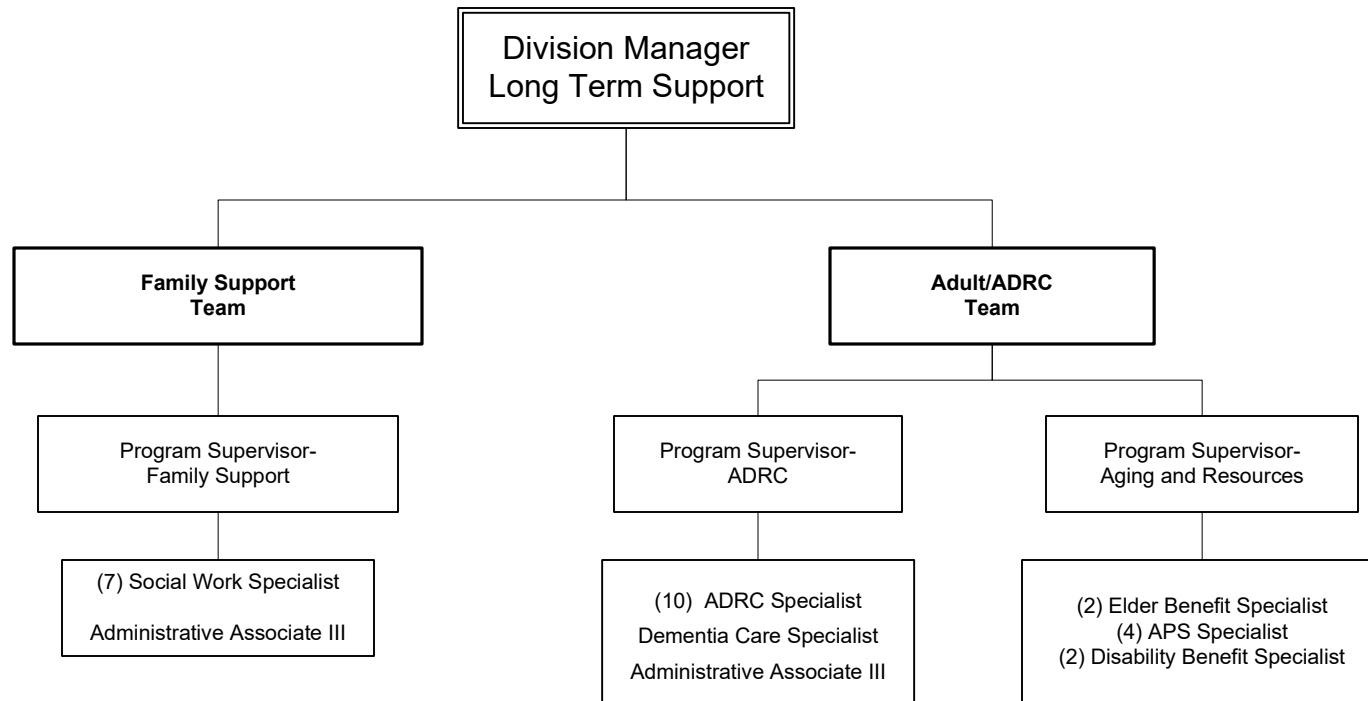 Division Manager
Long Term Support
Family Support
Team
Adult/ADRC
Team
Program Supervisor-
Family Support
Program Supervisor-
ADRC
Program Supervisor-
Aging and Resources
(7) Social Work Specialist
Administrative Associate III
(10) ADRC Specialist
Dementia Care Specialist
Administrative Associate III
(2) Elder Benefit Specialist
(4) APS Specialist
(2) Disability Benefit Specialist